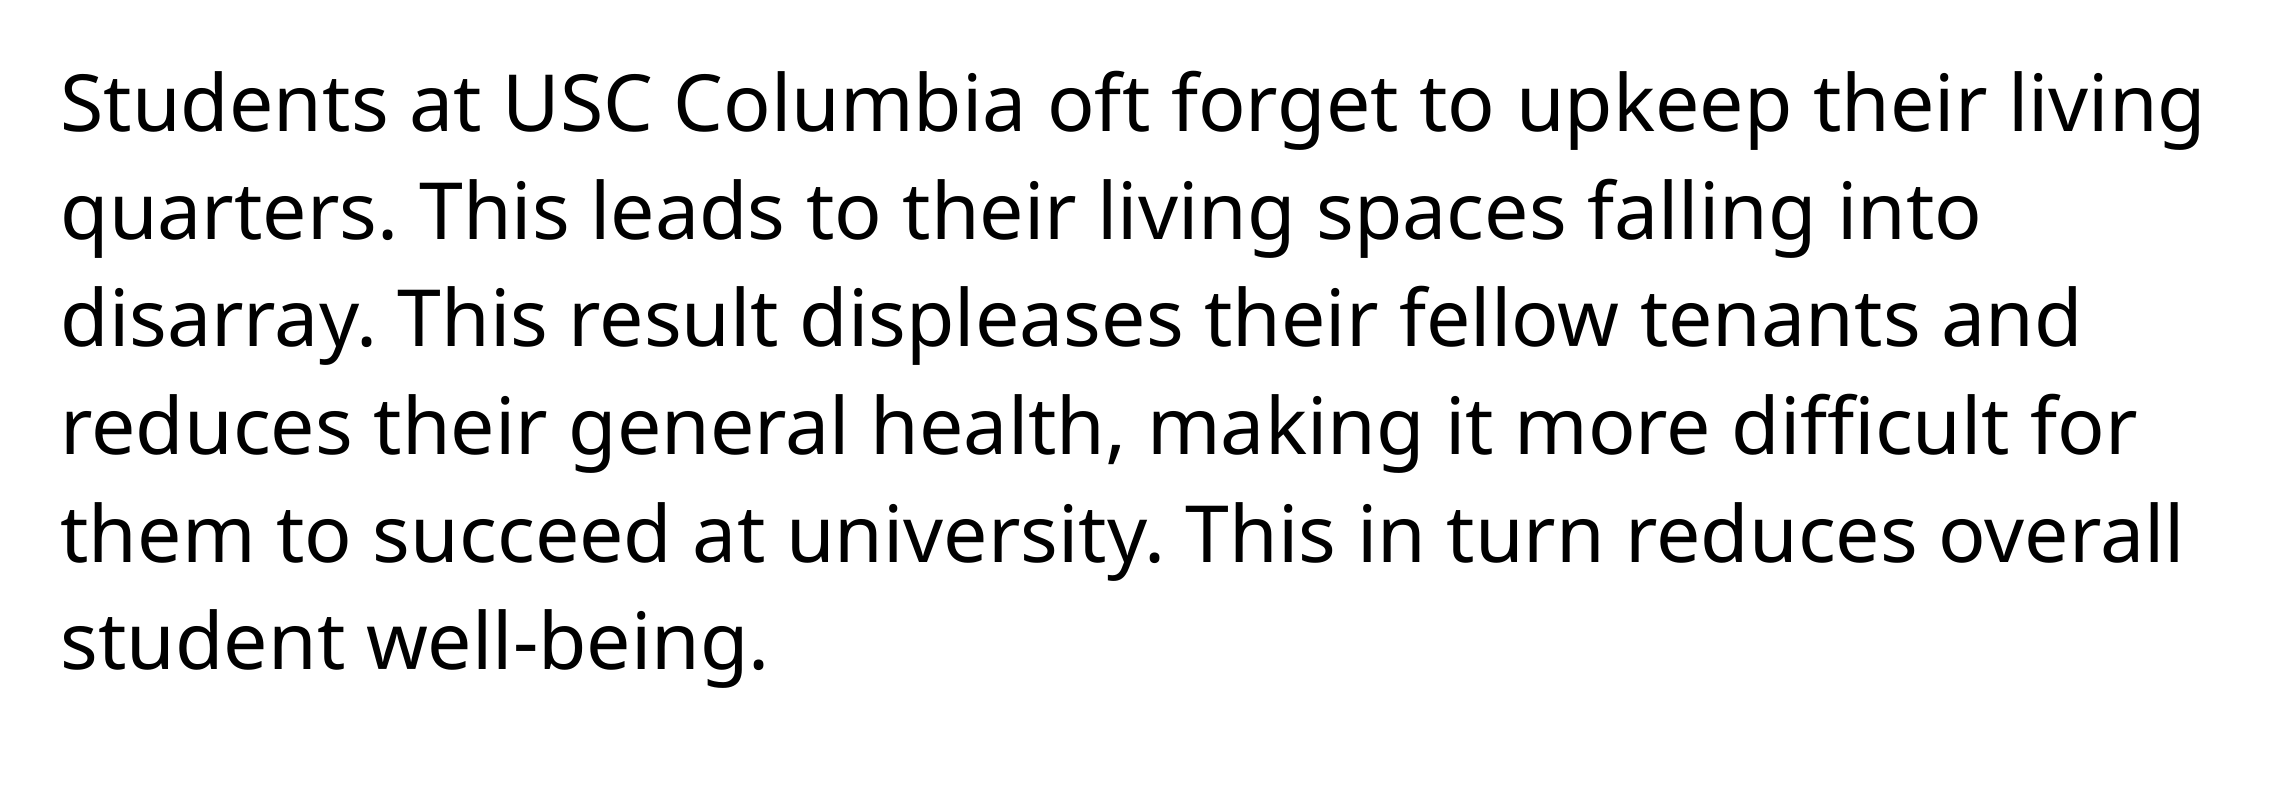 Students at USC Columbia oft forget to upkeep their living
quarters. This leads to their living spaces falling into
disarray. This result displeases their fellow tenants and
reduces their general health, making it more difficult for
them to succeed at university. This in turn reduces overall
student well-being.